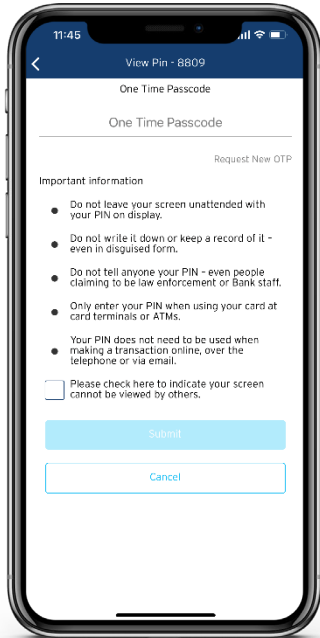 11:45
View Pin - 8809
One Time Passcode
One Time Passcode
Request New OTP
Important information
Do not leave your screen unattended with
your PIN on display.
Do not write it down or keep a record of it –
even in disguised form.
Do not tell anyone your PIN – even people
claiming to be law enforcement or Bank staff.
Only enter your PIN when using your card at
card terminals or ATMs.
Your PIN does not need to be used when
making a transaction online, over the
telephone or via email.
Please check here to indicate your screen
cannot be viewed by others.
Submit
Cancel